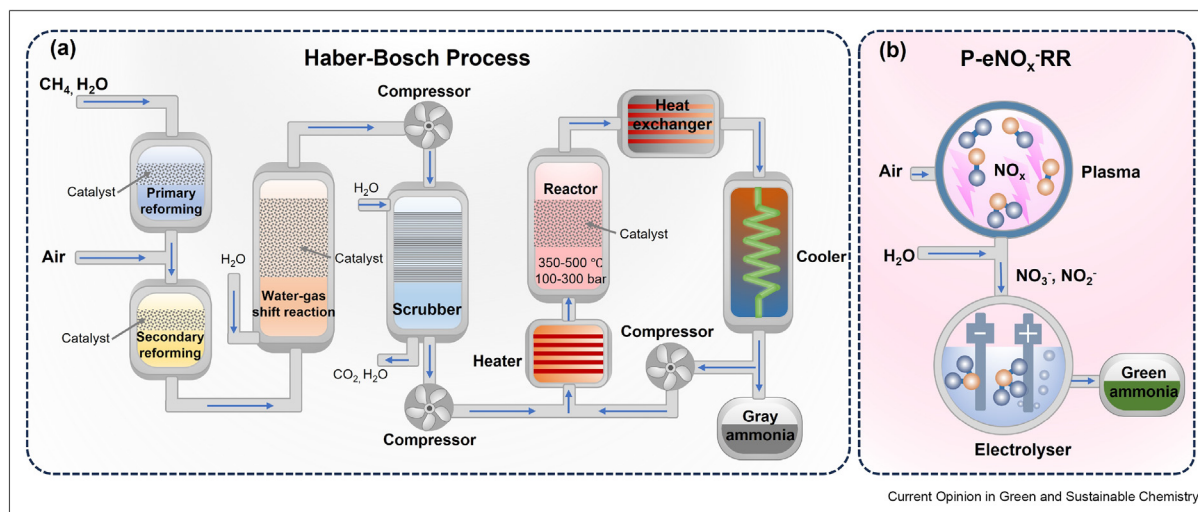 (a)
Haber-Bosch Process
CH₄, H₂O
Catalyst
Primary
reforming
Air
Catalyst
Secondary
reforming
H₂O
Catalyst
Water-gas
shift reaction
Compressor
H₂O
Scrubber
CO₂, H₂O
Compressor
Reactor
Catalyst
350-500 °C
100-300 bar
Heater
Heat
exchanger
Cooler
Compressor
Gray
ammonia
(b)
P-eNOₓ⁻RR
Air
NOₓ
Plasma
H₂O
NO₃⁻, NO₂⁻
Electrolyser
Green
ammonia
Current Opinion in Green and Sustainable Chemistry